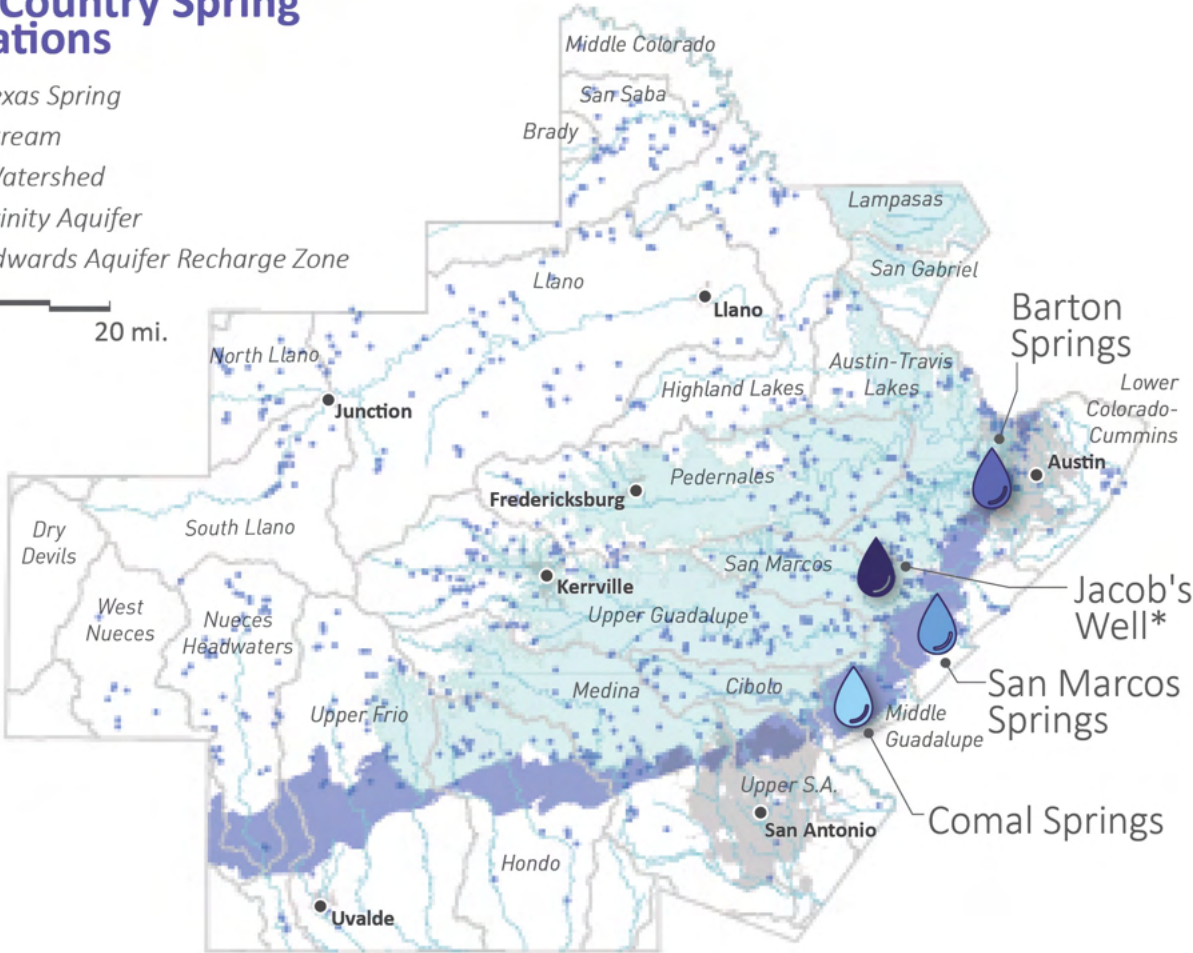 Country Spring
ations
exas Spring
ream
Watershed
inity Aquifer
dwards Aquifer Recharge Zone
20 mi.
Middle Colorado
San Saba
Brady
Lampasas
San Gabriel
Llano
Llano
Barton
Springs
North Llano
Austin-Travis
Lakes
Highland Lakes
Lower
Colorado-
Cummins
Junction
Austin
Pedernales
Fredericksburg
Dry
Devils
South Llano
San Marcos
Kerrville
Jacob's
Well*
West
Nueces
Nueces
Headwaters
Upper Guadalupe
Medina
Cibolo
San Marcos
Springs
Upper Frio
Middle
Guadalupe
Upper S.A.
San Antonio
Comal Springs
Hondo
Uvalde